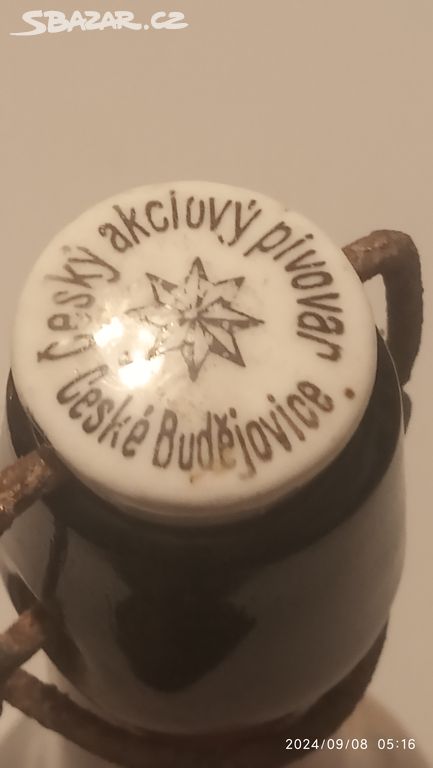 SBAZAR.CZ
Český akciový pivovar
České Budějovice.
2024/09/08 05:16